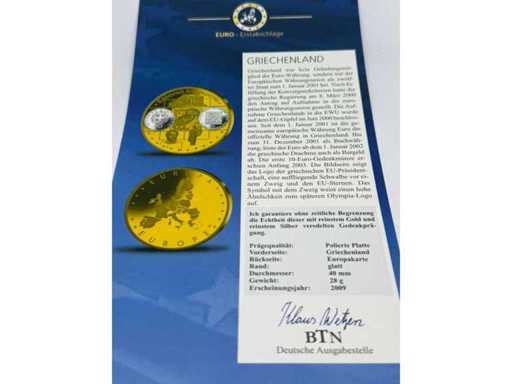 EURO - Erstabschläge
GRIECHENLAND
Griechenland war kein Gründungsmit-
glied der Euro-Währung, sondern trat der
Europäischen Währungsunion als zwölf-
ter Staat zum 1. Januar 2001 bei. Nach Er-
füllung der Konvergenzkriterien hatte die
griechische Regierung am 8. März 2000
den Antrag auf Aufnahme in die euro-
päische Währungsunion gestellt. Die Auf-
nahme Griechenlands in die EWU wurde
auf dem EU-Gipfel im Juni 2000 beschlos-
sen. Seit dem 1. Januar 2001 ist die ge-
meinsame europäische Währung Euro die
offizielle Währung in Griechenland. Bis
zum 31. Dezember 2001 als Buchwäh-
rung, löste der Euro ab dem 1. Januar 2002
die griechische Drachme auch als Bargeld
ab. Die erste 10-Euro-Gedenkmünze er-
schien Anfang 2003. Die Bildseite zeigt
das Logo der griechischen EU-Präsident-
schaft, eine auffliegende Schwalbe vor ei-
nem Zweig und den EU-Sternen. Das
Symbol mit dem Zweig weist einen hohe
Ähnlichkeit zum späteren Olympia-Logo
auf.
Ich garantiere ohne zeitliche Begrenzung
die Echtheit dieser mit reinstem Gold und
reinstem Silber veredelten Gedenkprä-
gung.
Prägequalität: Polierte Platte
Vorderseite: Griechenland
Rückseite: Europakarte
Rand: glatt
Durchmesser: 40 mm
Gewicht: 28 g
Erscheinungsjahr: 2009
Klaus Wetzen
BTN
Deutsche Ausgabestelle
EUROPA